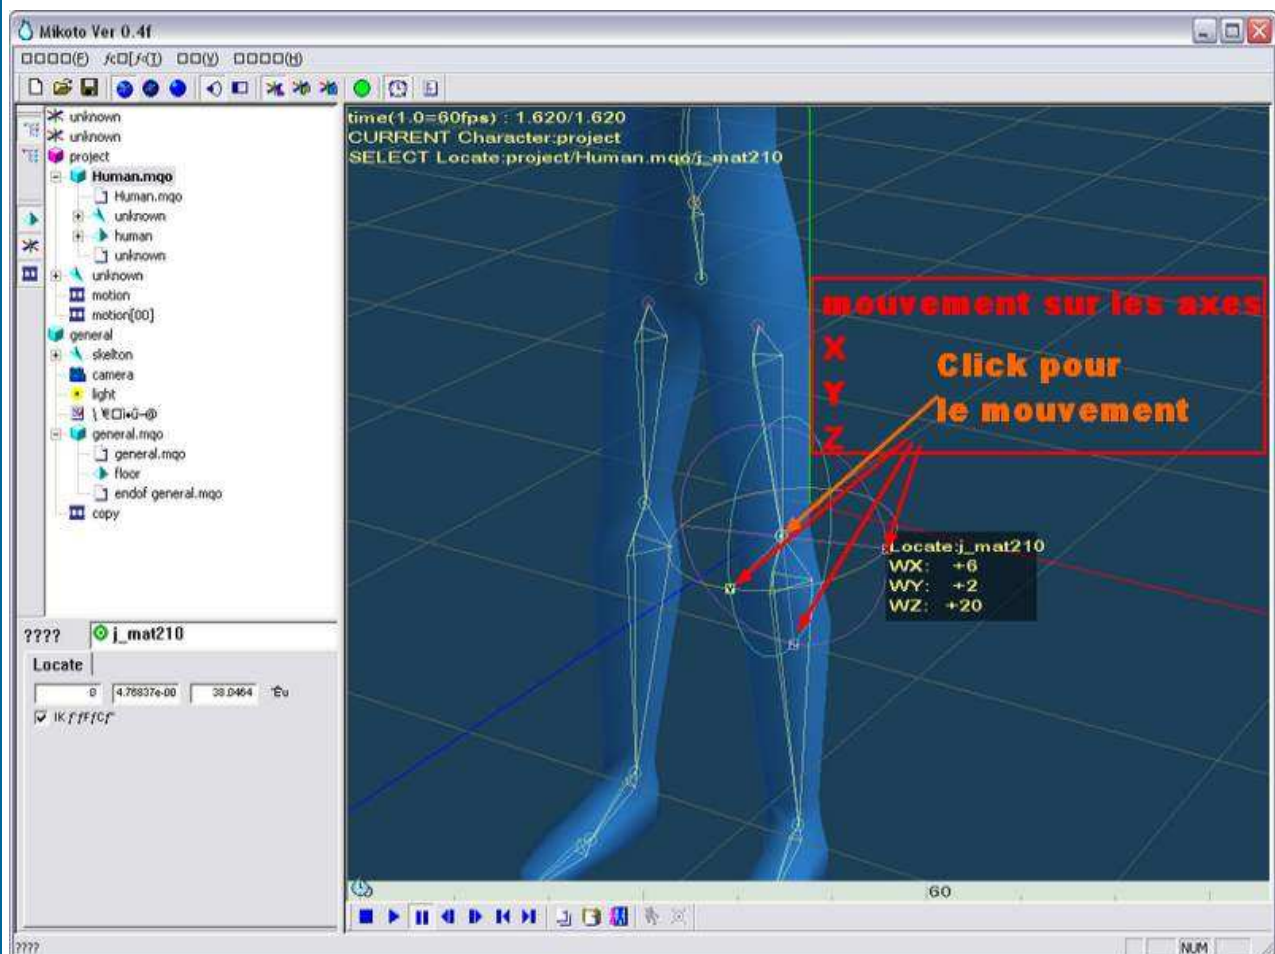 Mikoto Ver 0.4f
□□□□(F) ƒc□[ƒ‹(T) □□(V) □□□□(H)
unknown
unknown
project
Human.mqo
Human.mqo
unknown
human
unknown
unknown
motion
motion[00]
general
skelton
camera
light
general.mqo
general.mqo
floor
endof general.mqo
copy
???? j_mat210
Locate
0 4.76837e-00 38.0464
IK
time(1.0=60fps) : 1.620/1.620
CURRENT Character:project
SELECT Locate:project/Human.mqo/j_mat210
mouvement sur les axes
X
Y
Z
Click pour
le mouvement
Locate:j_mat210
WX: +6
WY: +2
WZ: +20
60
????
NUM